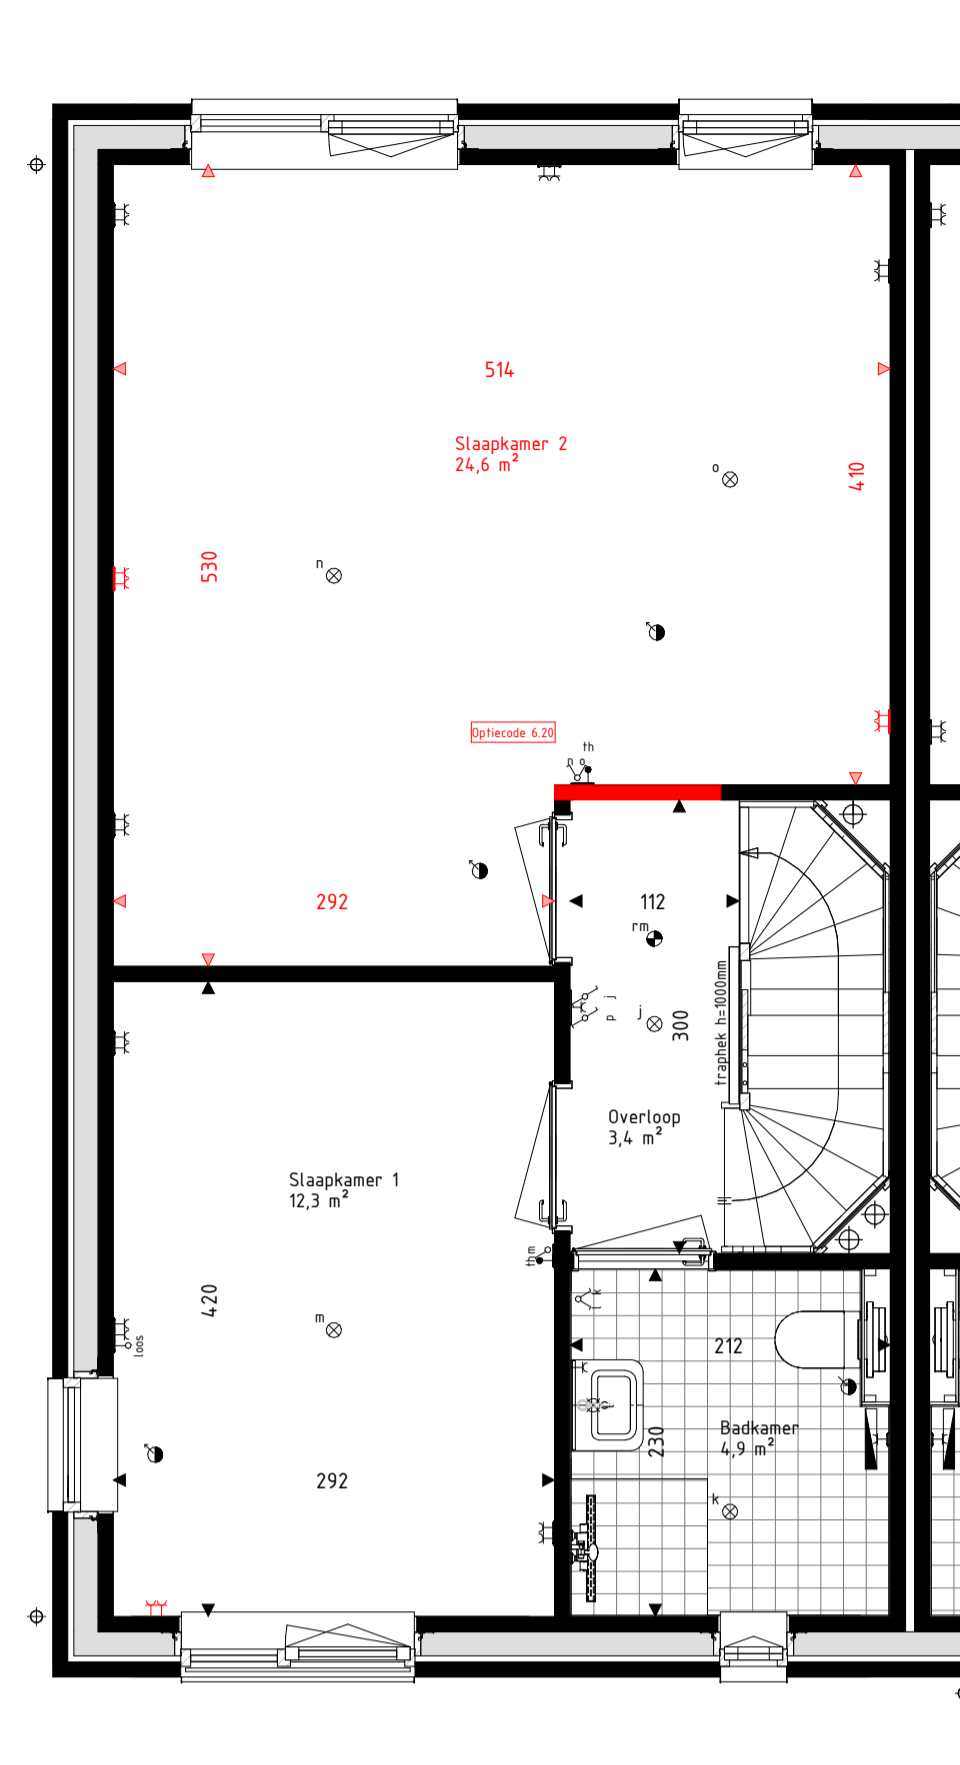 514
Slaapkamer 2
24,6 m²
o
410
n
530
Optiecode 6.20
th
n o
292
112
rm
p j
j
300
traphek h=1000mm
Overloop
3,4 m²
Slaapkamer 1
12,3 m²
thm
k
420
m
loos
212
Badkamer
4,9 m²
230
292
k